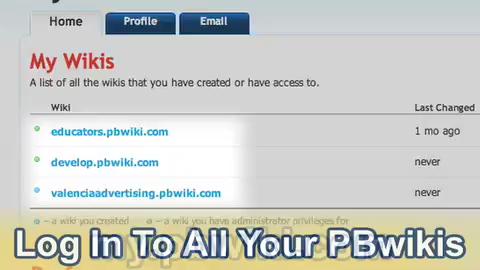 Home Profile Email
My Wikis
A list of all the wikis that you have created or have access to.
Wiki Last Changed
educators.pbwiki.com 1 mo ago
develop.pbwiki.com never
valenciaadvertising.pbwiki.com never
– a wiki you created – a wiki you have administrator privileges for
Log In To All Your PBwikis